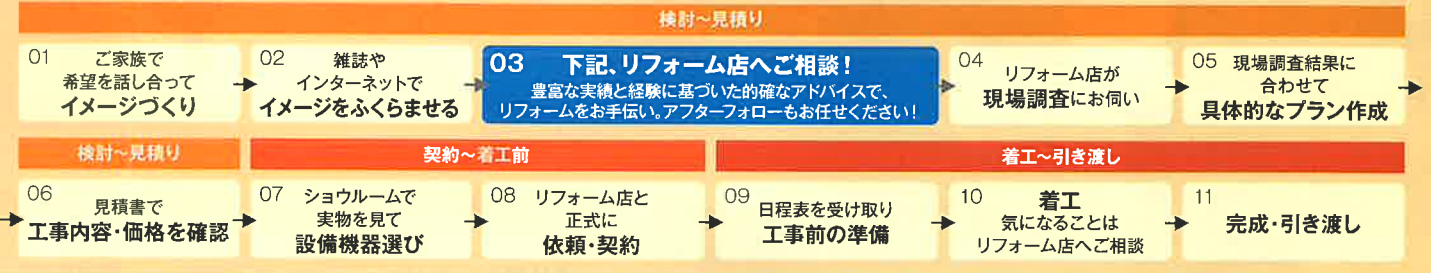 検討〜見積り
01 ご家族で
希望を話し合って
イメージづくり
02 雑誌や
インターネットで
イメージをふくらませる
03 下記、リフォーム店へご相談！
豊富な実績と経験に基づいた的確なアドバイスで、
リフォームをお手伝い。アフターフォローもお任せください！
04 リフォーム店が
現場調査にお伺い
05 現場調査結果に
合わせて
具体的なプラン作成
検討〜見積り
06 見積書で
工事内容・価格を確認
契約〜着工前
07 ショウルームで
実物を見て
設備機器選び
08 リフォーム店と
正式に
依頼・契約
着工〜引き渡し
09 日程表を受け取り
工事前の準備
10 着工
気になることは
リフォーム店へご相談
11 完成・引き渡し